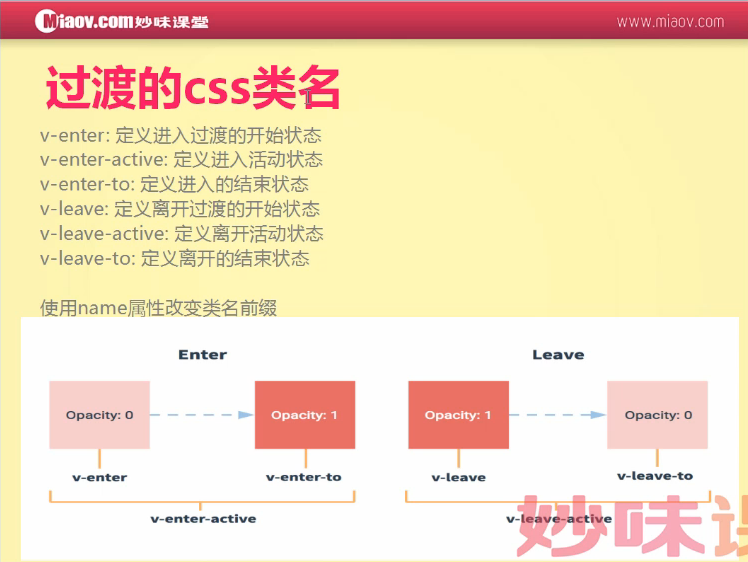 Miaov.com妙味课堂
www.miaov.com
过渡的css类名
v-enter: 定义进入过渡的开始状态
v-enter-active: 定义进入活动状态
v-enter-to: 定义进入的结束状态
v-leave: 定义离开过渡的开始状态
v-leave-active: 定义离开活动状态
v-leave-to: 定义离开的结束状态
使用name属性改变类名前缀
Enter
Leave
Opacity: 0
Opacity: 1
Opacity: 1
Opacity: 0
v-enter
v-enter-to
v-leave
v-leave-to
v-enter-active
v-leave-active
妙味课